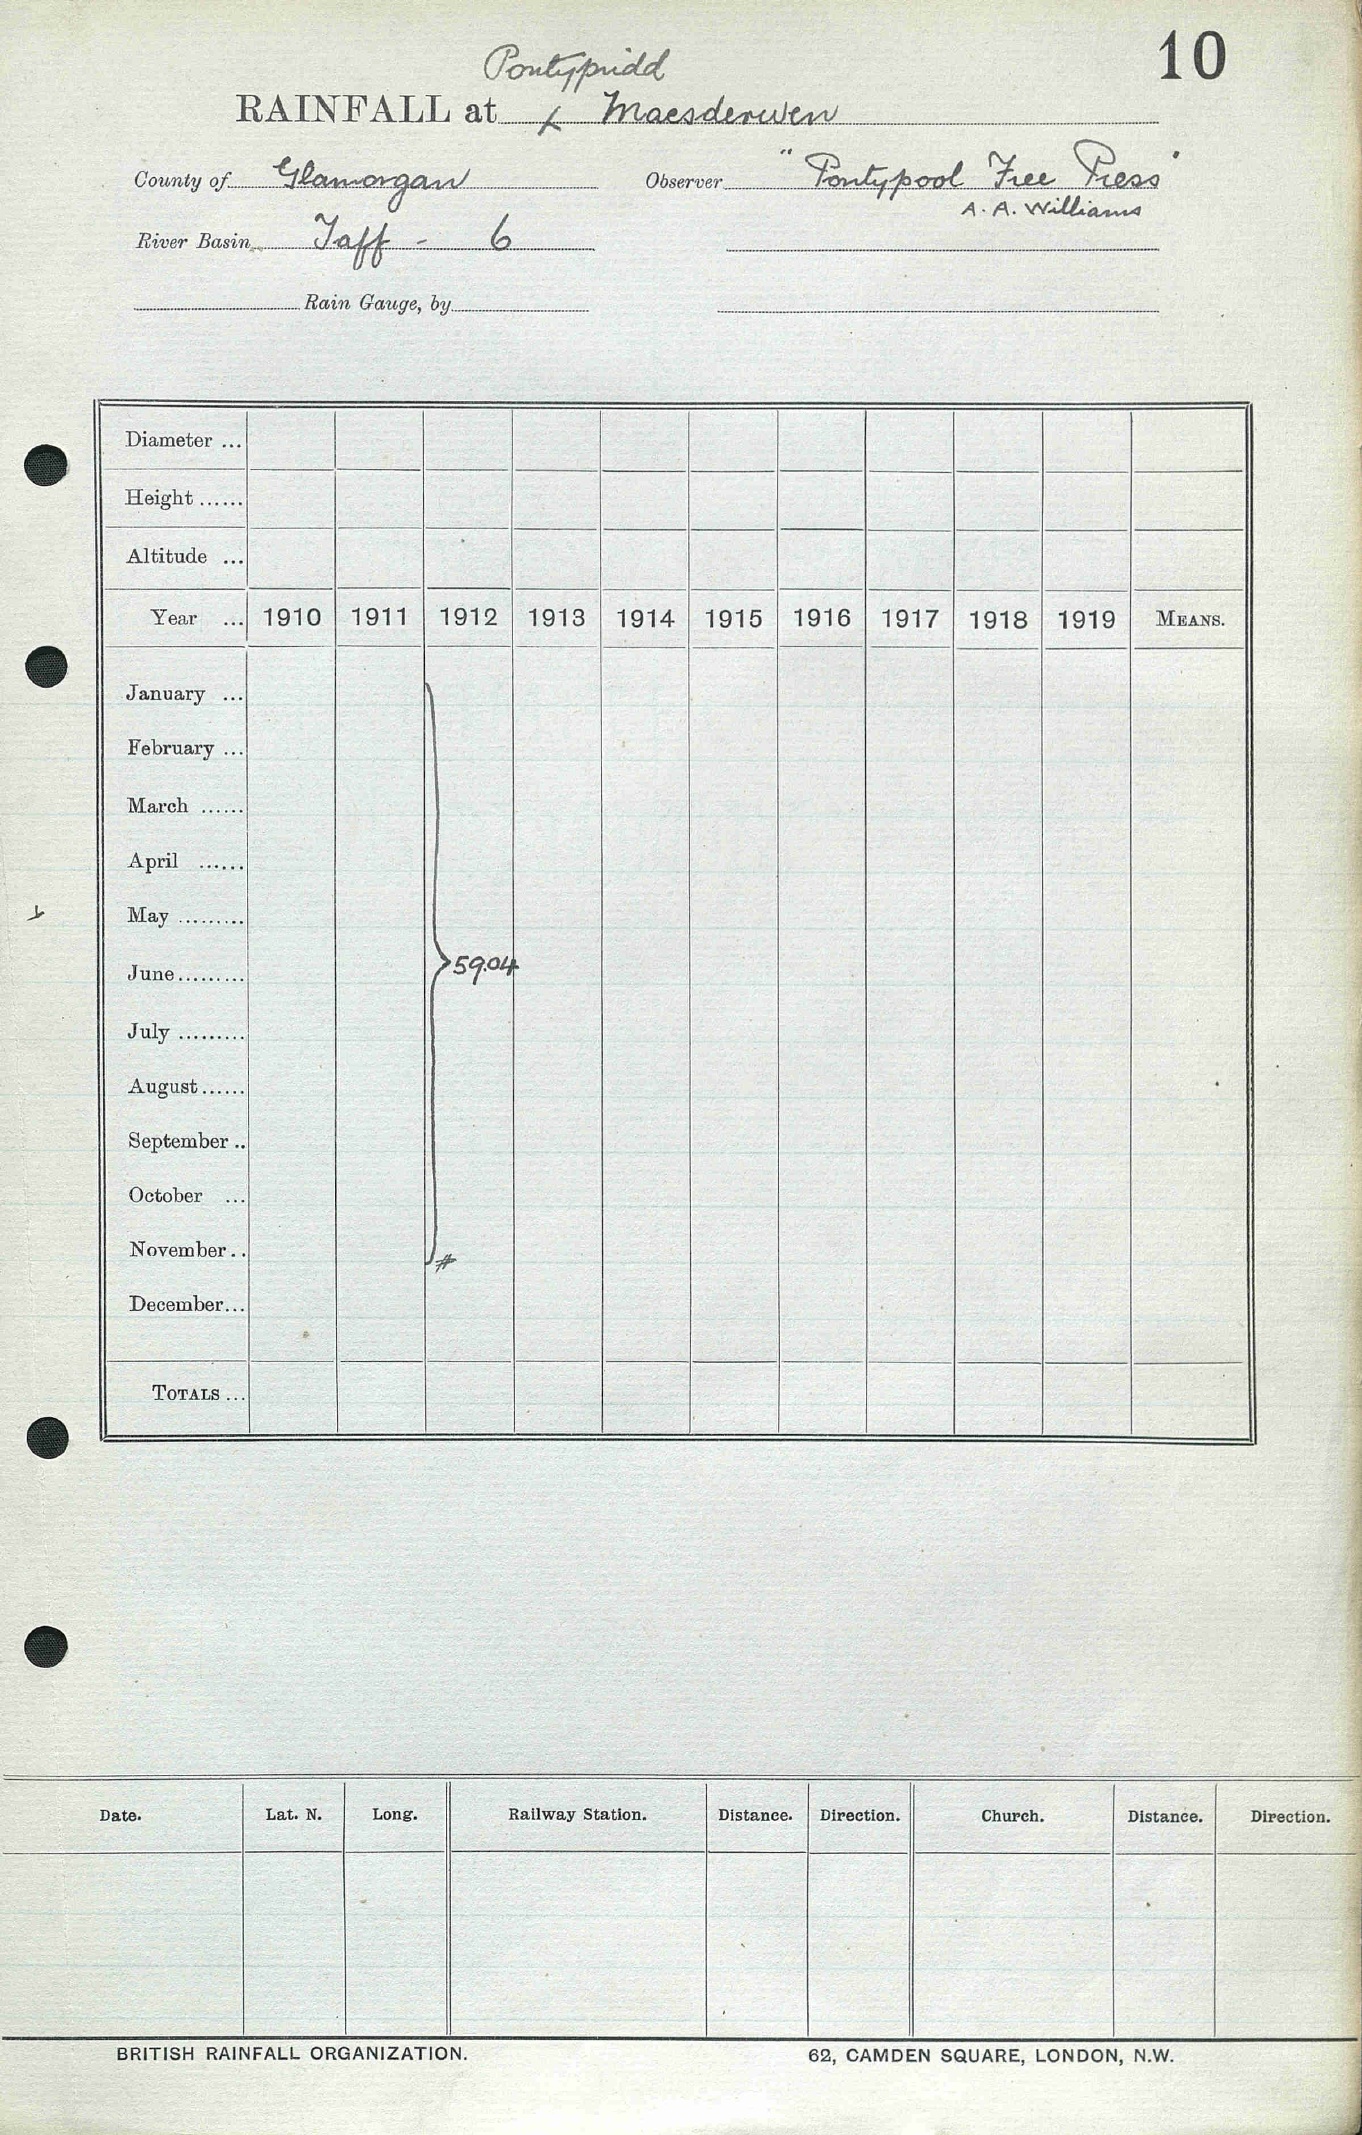 10
Pontypridd
RAINFALL at Maesderwen
County of Glamorgan Observer "Pontypool Free Press"
A. A. Williams
River Basin Taff - 6
Rain Gauge, by
Diameter ...
Height ......
Altitude ...
Year ... 1910 1911 1912 1913 1914 1915 1916 1917 1918 1919 MEANS.
January ...
February ...
March ......
April ......
May .........
June......... 59.04
July .........
August......
September ..
October ...
November.. #
December...
TOTALS ...
Date. Lat. N. Long. Railway Station. Distance. Direction. Church. Distance. Direction.
BRITISH RAINFALL ORGANIZATION. 62, CAMDEN SQUARE, LONDON, N.W.